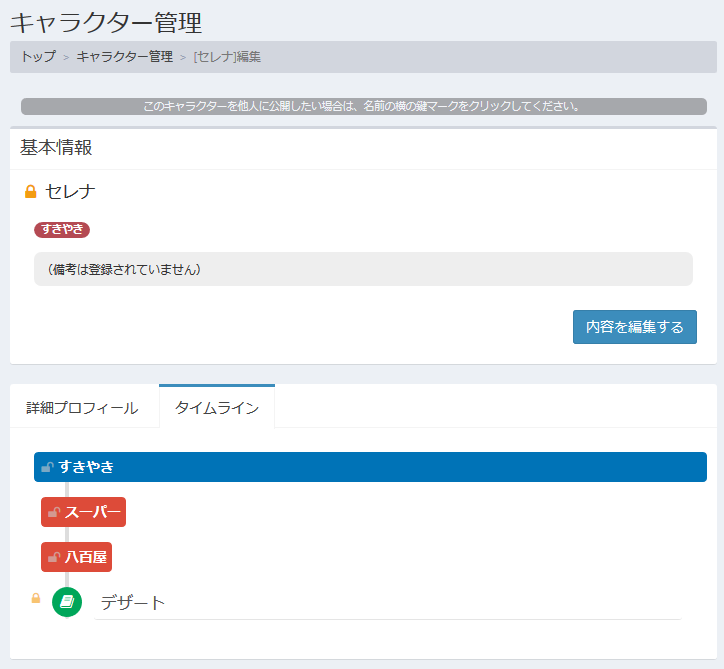 キャラクター管理
トップ > キャラクター管理 > [セレナ]編集
このキャラクターを他人に公開したい場合は、名前の横の鍵マークをクリックしてください。
基本情報
セレナ
すきやき
（備考は登録されていません）
内容を編集する
詳細プロフィール タイムライン
すきやき
スーパー
八百屋
デザート